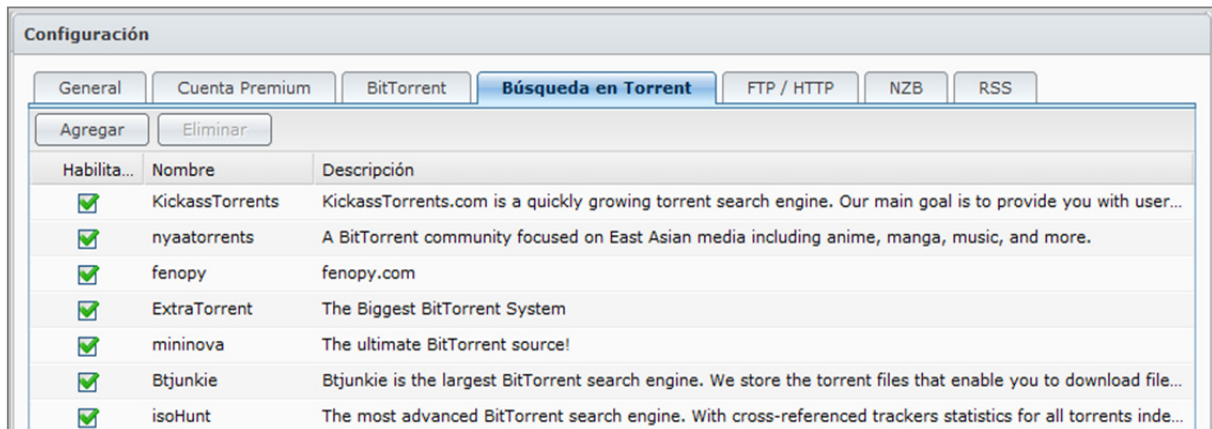 Configuración
General Cuenta Premium BitTorrent Búsqueda en Torrent FTP / HTTP NZB RSS
Agregar Eliminar
Habilita... Nombre Descripción
KickassTorrents KickassTorrents.com is a quickly growing torrent search engine. Our main goal is to provide you with user...
nyaatorrents A BitTorrent community focused on East Asian media including anime, manga, music, and more.
fenopy fenopy.com
ExtraTorrent The Biggest BitTorrent System
mininova The ultimate BitTorrent source!
Btjunkie Btjunkie is the largest BitTorrent search engine. We store the torrent files that enable you to download file...
isoHunt The most advanced BitTorrent search engine. With cross-referenced trackers statistics for all torrents inde...